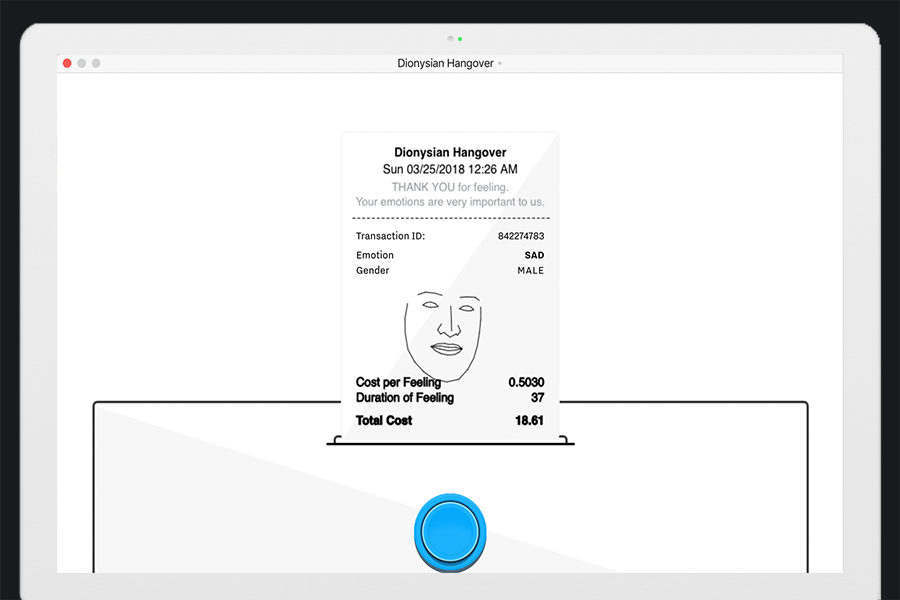 Dionysian Hangover
Dionysian Hangover
Sun 03/25/2018 12:26 AM
THANK YOU for feeling.
Your emotions are very important to us.
Transaction ID: 842274783
Emotion SAD
Gender MALE
Cost per Feeling 0.5030
Duration of Feeling 37
Total Cost 18.61